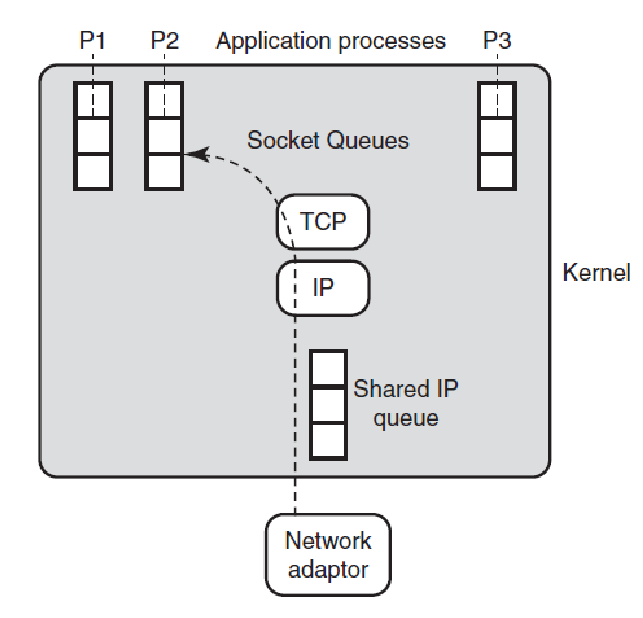 P1 P2 Application processes P3
Socket Queues
TCP
IP
Kernel
Shared IP
queue
Network
adaptor